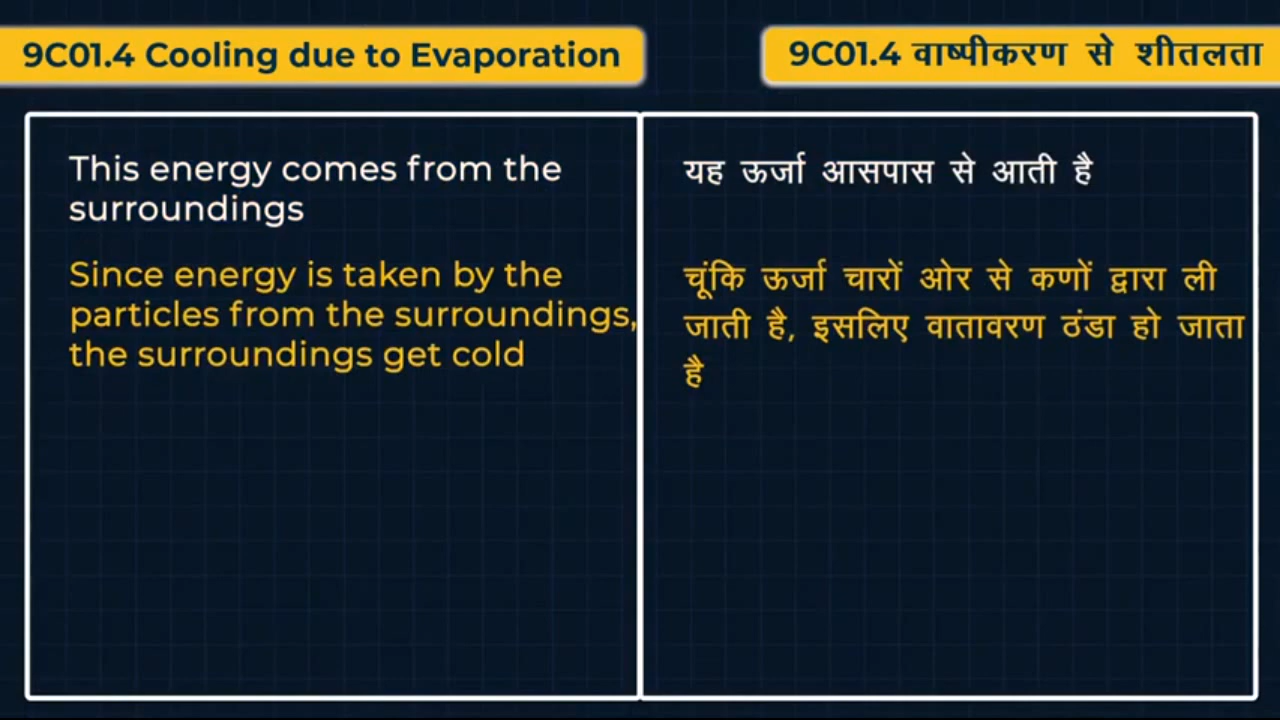 9C01.4 Cooling due to Evaporation
9C01.4 वाष्पीकरण से शीतलता
This energy comes from the
surroundings
Since energy is taken by the
particles from the surroundings,
the surroundings get cold
यह ऊर्जा आसपास से आती है
चूंकि ऊर्जा चारों ओर से कणों द्वारा ली
जाती है, इसलिए वातावरण ठंडा हो जाता
है